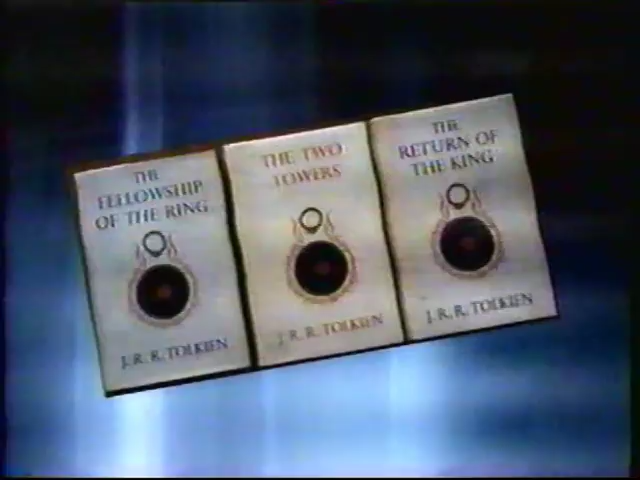 THE
FELLOWSHIP
OF THE RING
J. R. R. TOLKIEN
THE TWO
TOWERS
J. R. R. TOLKIEN
THE
RETURN OF
THE KING
J. R. R. TOLKIEN